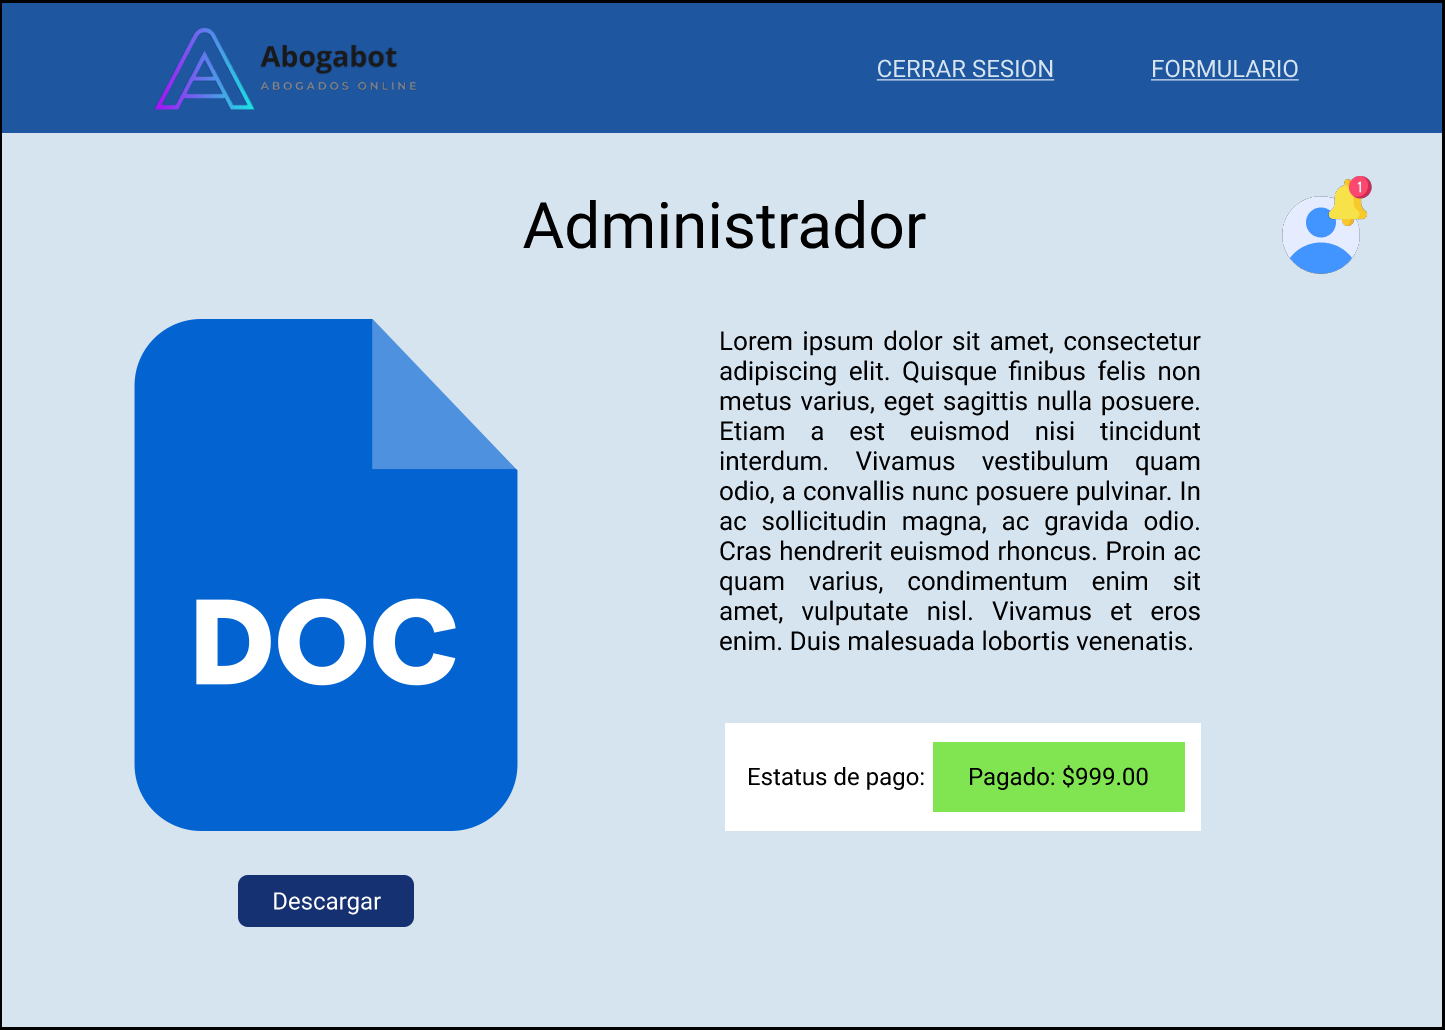 Abogabot
ABOGADOS ONLINE
CERRAR SESION
FORMULARIO
Administrador
1
DOC
Lorem ipsum dolor sit amet, consectetur
adipiscing elit. Quisque finibus felis non
metus varius, eget sagittis nulla posuere.
Etiam a est euismod nisi tincidunt
interdum. Vivamus vestibulum quam
odio, a convallis nunc posuere pulvinar. In
ac sollicitudin magna, ac gravida odio.
Cras hendrerit euismod rhoncus. Proin ac
quam varius, condimentum enim sit
amet, vulputate nisl. Vivamus et eros
enim. Duis malesuada lobortis venenatis.
Estatus de pago:
Pagado: $999.00
Descargar